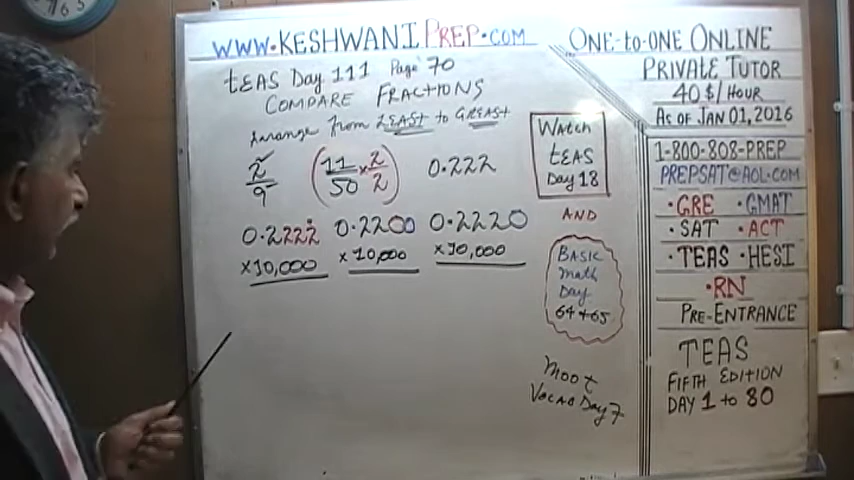 WWW.KESHWANIPREP.COM
TEAS Day 111 Page 70
COMPARE FRACTIONS
Arrange from LEAST to GREAST
2/9 (11/50 × 2/2) 0.222
0.2222 0.2200 0.2220
×10,000 ×10,000 ×10,000
Watch
TEAS
Day 18
AND
BASIC
Math
Day
64+65
MOOT
VOCAB Day 7
ONE-to-ONE ONLINE
PRIVATE TUTOR
40$/HOUR
AS OF JAN 01, 2016
1-800-808-PREP
PREPSAT@AOL.COM
•GRE •GMAT
•SAT •ACT
•TEAS •HESI
•RN
PRE-ENTRANCE
TEAS
FIFTH EDITION
DAY 1 to 80